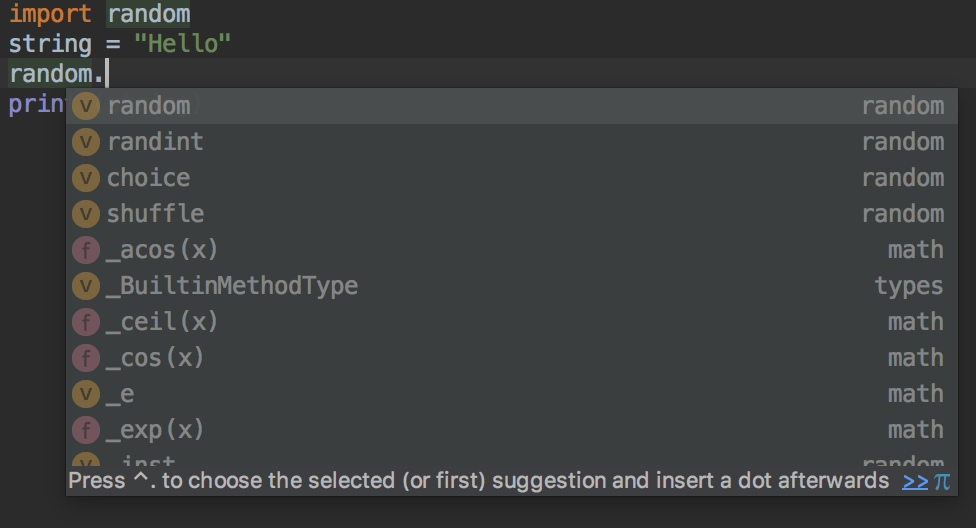 import random
string = "Hello"
random.
prin
v random random
v randint random
v choice random
v shuffle random
f _acos(x) math
v _BuiltinMethodType types
f _ceil(x) math
f _cos(x) math
v _e math
f _exp(x) math
v _inst random
Press ^. to choose the selected (or first) suggestion and insert a dot afterwards >> π